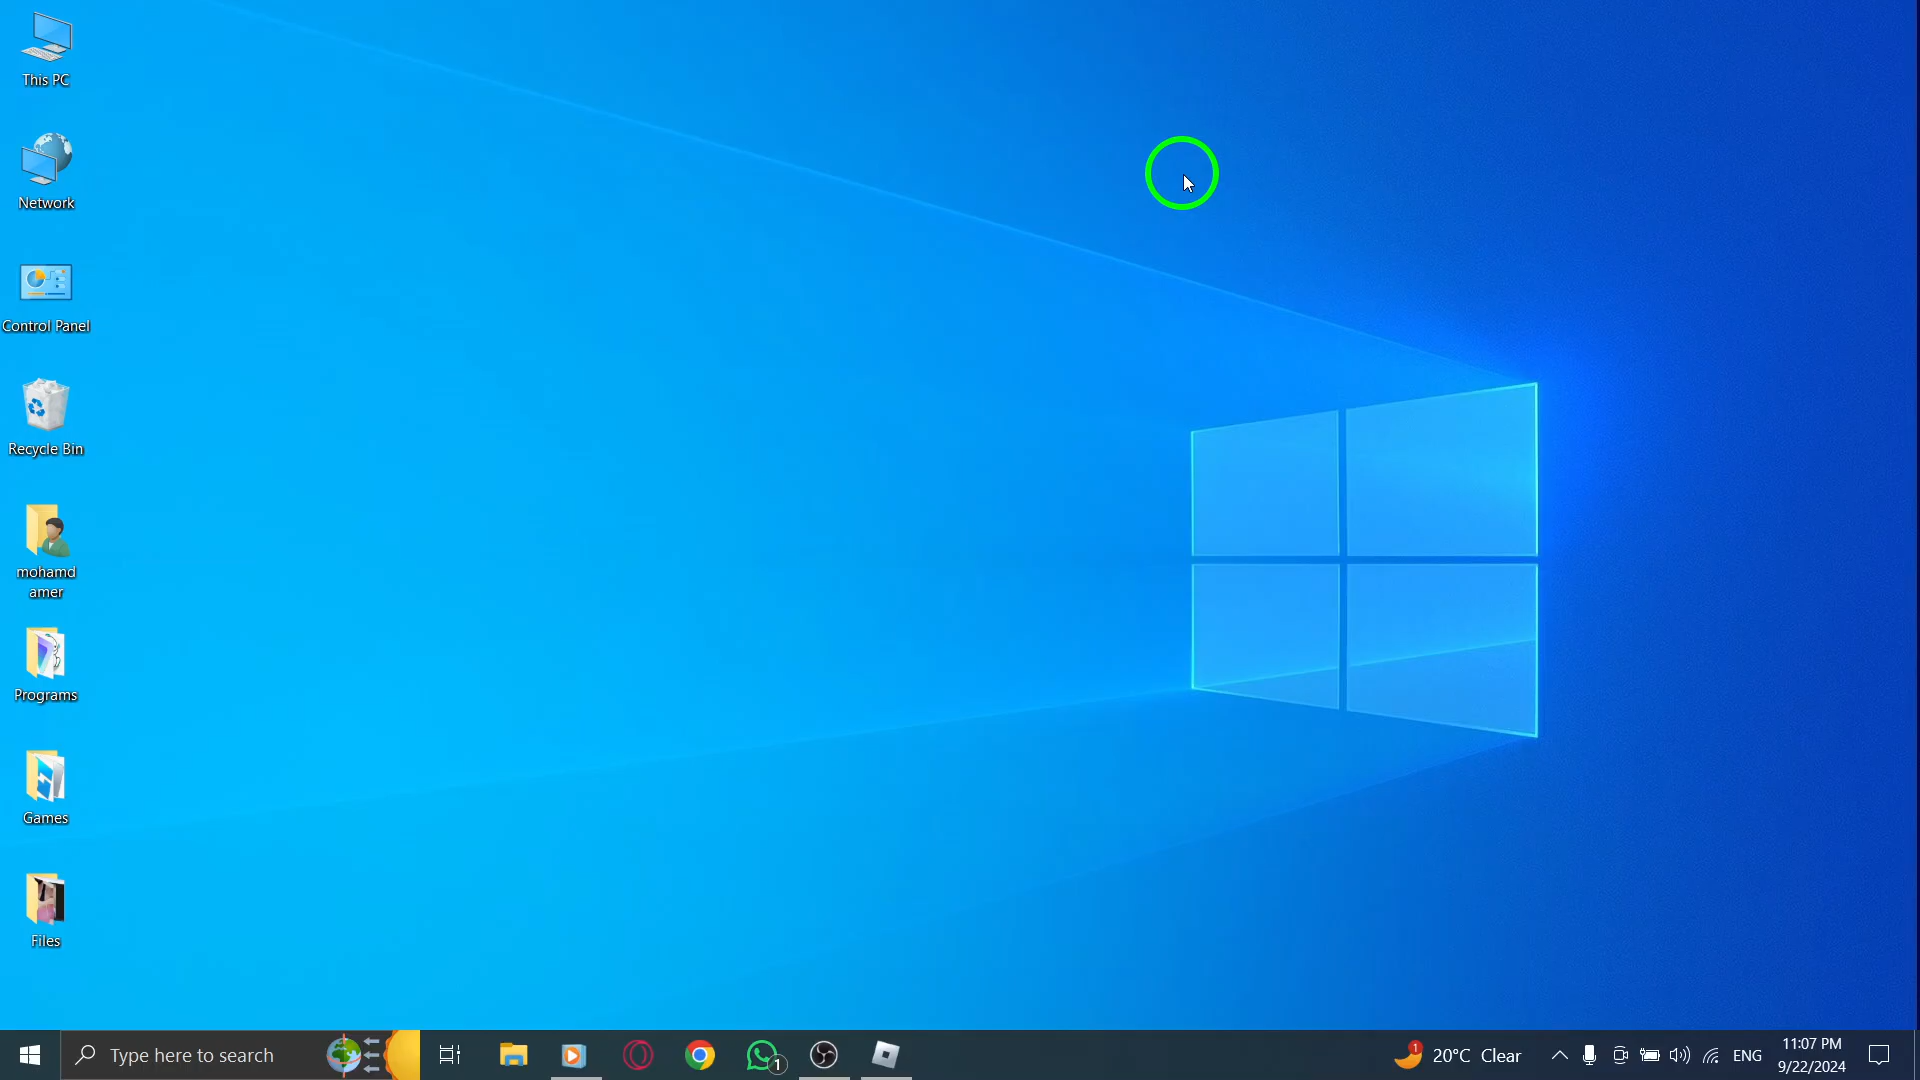 This PC
Network
Control Panel
Recycle Bin
mohamd
amer
Programs
Games
Files
Type here to search
1
1
20°C Clear
ENG
11:07 PM
9/22/2024